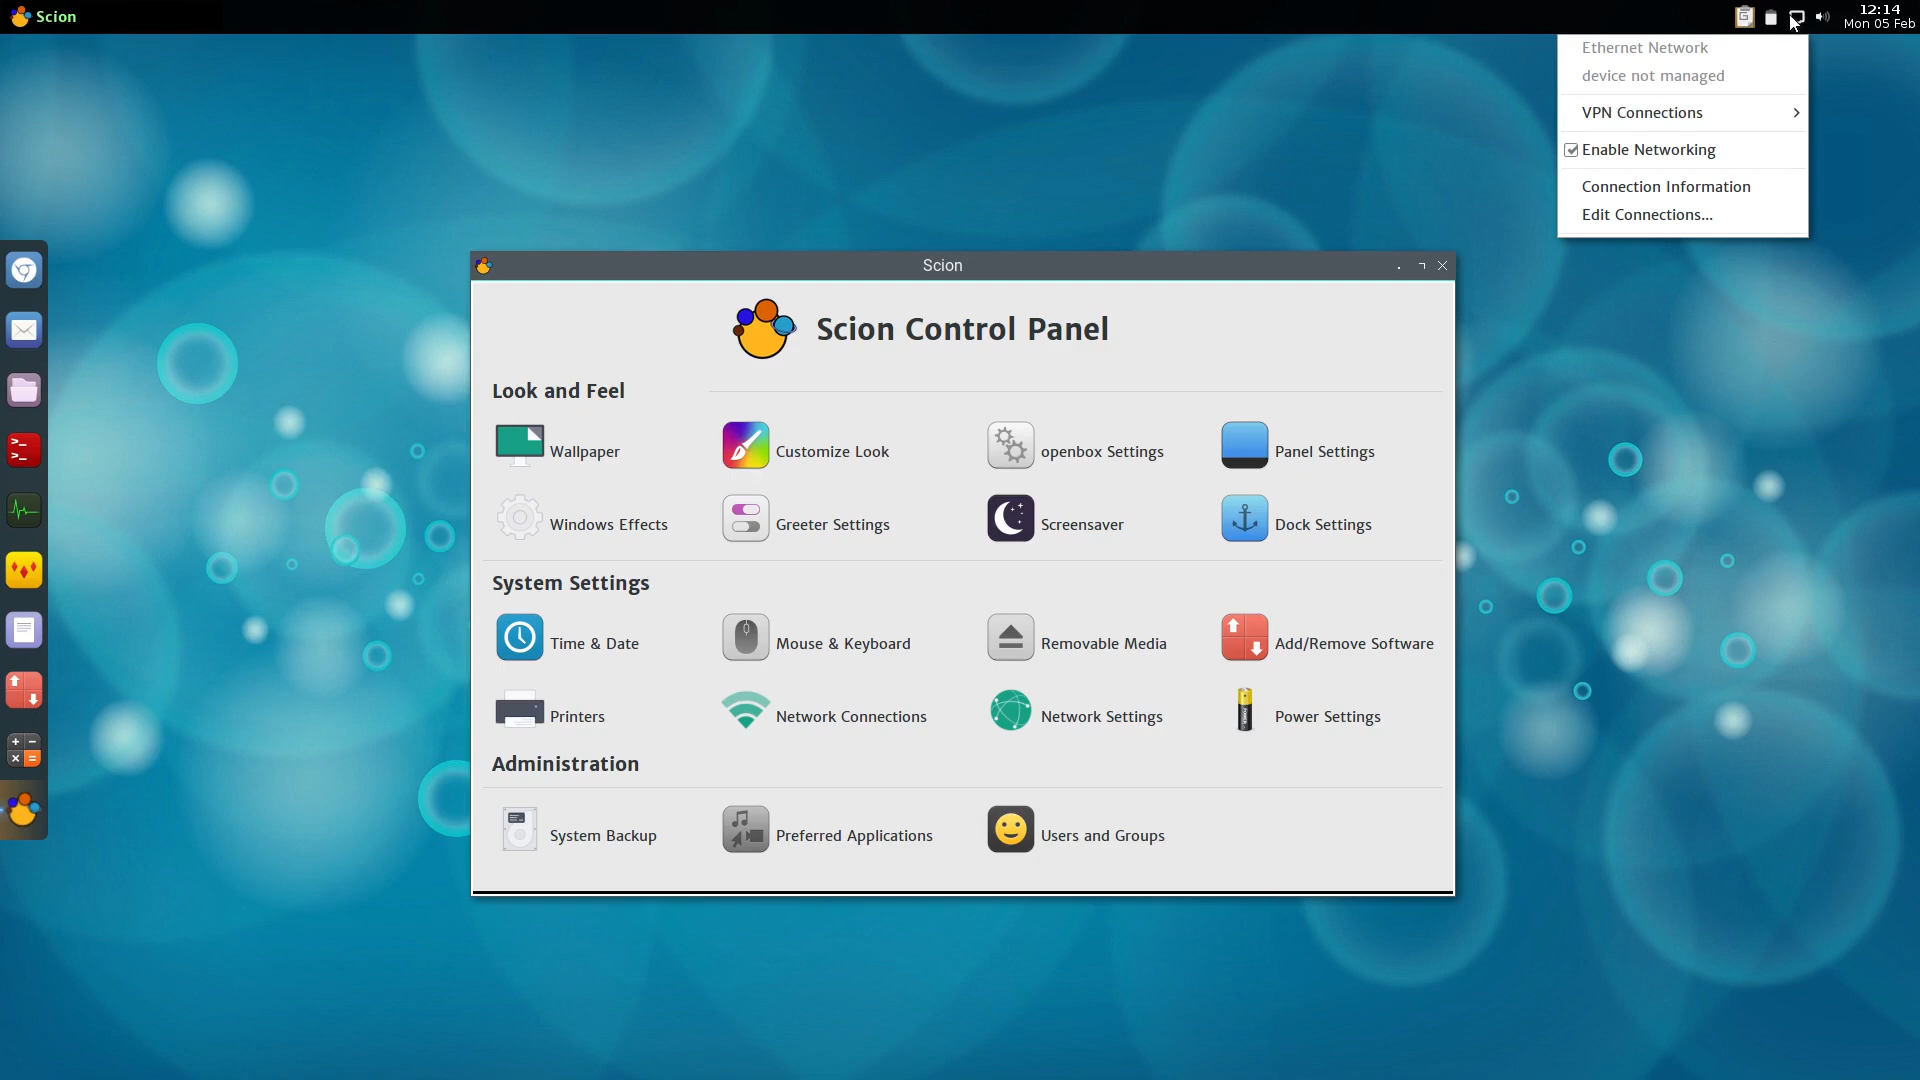 Scion
12:14
Mon 05 Feb
Ethernet Network
device not managed
VPN Connections
Enable Networking
Connection Information
Edit Connections...
Scion
Scion Control Panel
Look and Feel
Wallpaper
Customize Look
openbox Settings
Panel Settings
Windows Effects
Greeter Settings
Screensaver
Dock Settings
System Settings
Time & Date
Mouse & Keyboard
Removable Media
Add/Remove Software
Printers
Network Connections
Network Settings
Power Settings
Administration
System Backup
Preferred Applications
Users and Groups